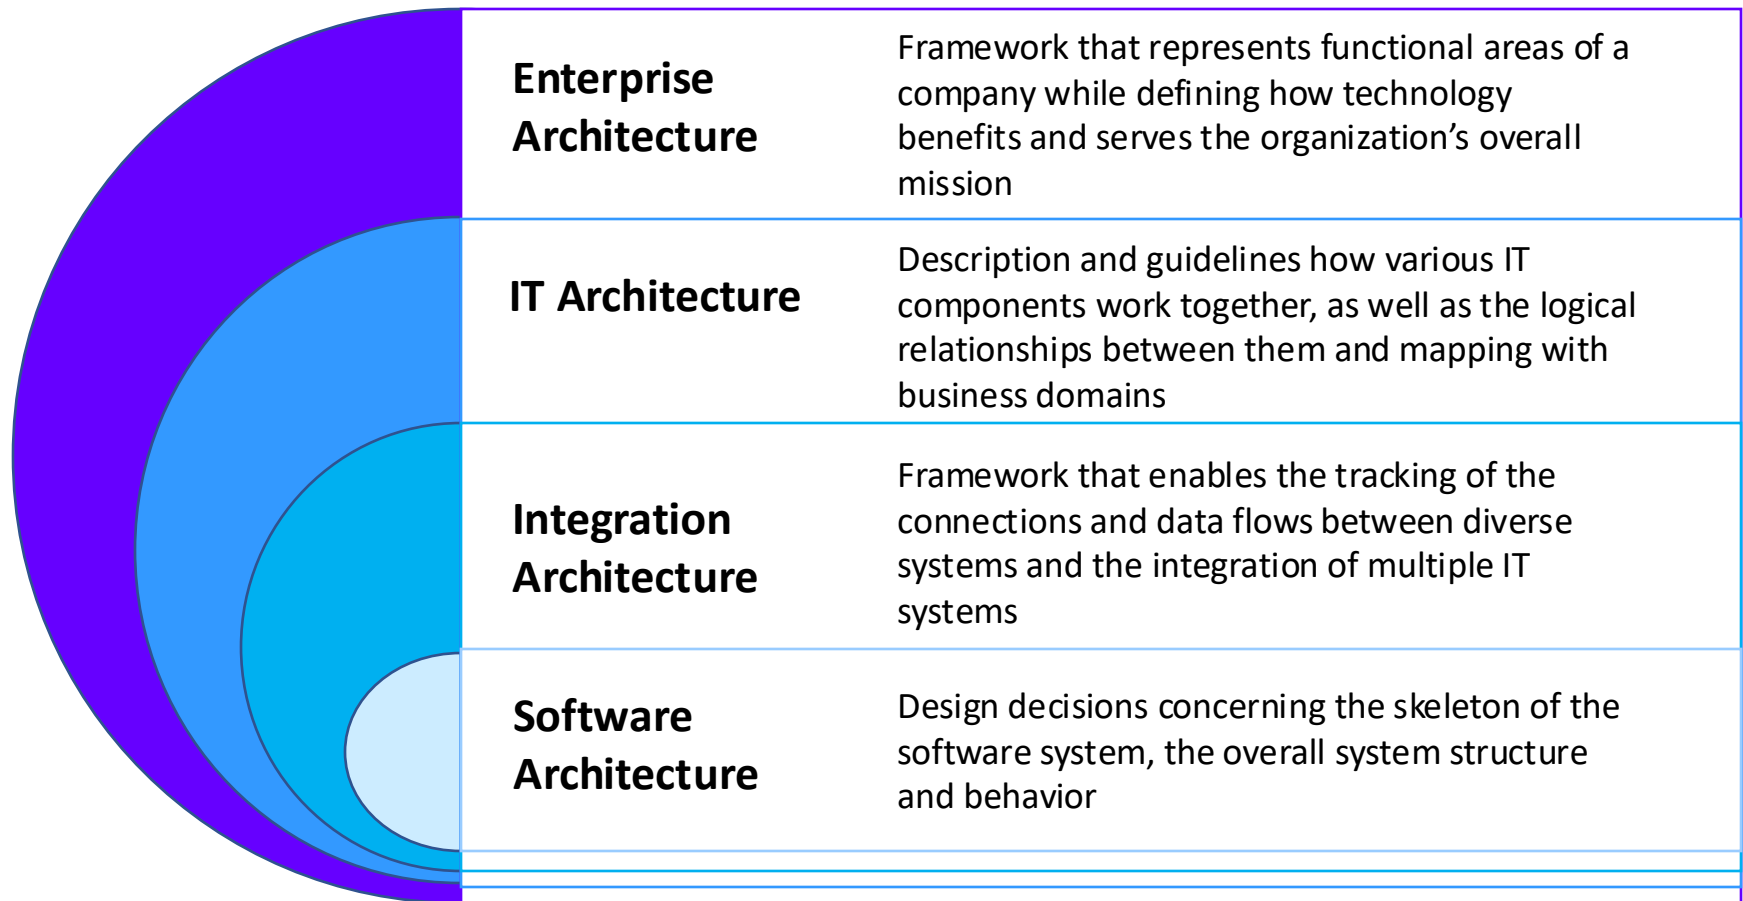 Enterprise
Architecture
Framework that represents functional areas of a
company while defining how technology
benefits and serves the organization’s overall
mission
IT Architecture
Description and guidelines how various IT
components work together, as well as the logical
relationships between them and mapping with
business domains
Integration
Architecture
Framework that enables the tracking of the
connections and data flows between diverse
systems and the integration of multiple IT
systems
Software
Architecture
Design decisions concerning the skeleton of the
software system, the overall system structure
and behavior